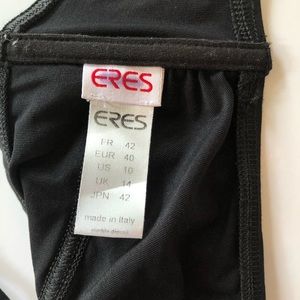 ERES
ERES
FR 42
EUR 40
US 10
UK 14
JPN 42
made in Italy